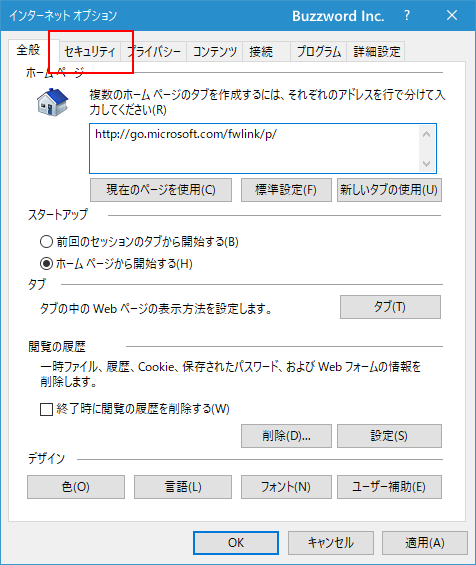 インターネット オプション
Buzzword Inc.
?
×
全般
セキュリティ
プライバシー
コンテンツ
接続
プログラム
詳細設定
ホーム ページ
複数のホーム ページのタブを作成するには、それぞれのアドレスを行で分けて入
力してください(R)
http://go.microsoft.com/fwlink/p/
現在のページを使用(C)
標準設定(F)
新しいタブの使用(U)
スタートアップ
前回のセッションのタブから開始する(B)
ホーム ページから開始する(H)
タブ
タブの中の Web ページの表示方法を設定します。
タブ(T)
閲覧の履歴
一時ファイル、履歴、Cookie、保存されたパスワード、および Web フォームの情報を
削除します。
終了時に閲覧の履歴を削除する(W)
削除(D)...
設定(S)
デザイン
色(O)
言語(L)
フォント(N)
ユーザー補助(E)
OK
キャンセル
適用(A)